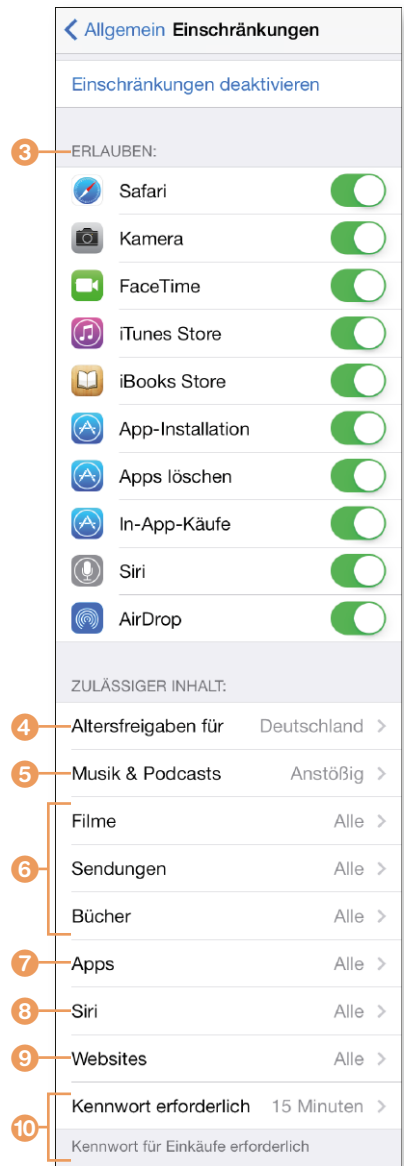 Allgemein Einschränkungen
Einschränkungen deaktivieren
3 ERLAUBEN:
Safari
Kamera
FaceTime
iTunes Store
iBooks Store
App-Installation
Apps löschen
In-App-Käufe
Siri
AirDrop
ZULÄSSIGER INHALT:
4 Altersfreigaben für Deutschland >
5 Musik & Podcasts Anstößig >
Filme Alle >
6 Sendungen Alle >
Bücher Alle >
7 Apps Alle >
8 Siri Alle >
9 Websites Alle >
Kennwort erforderlich 15 Minuten >
10
Kennwort für Einkäufe erforderlich